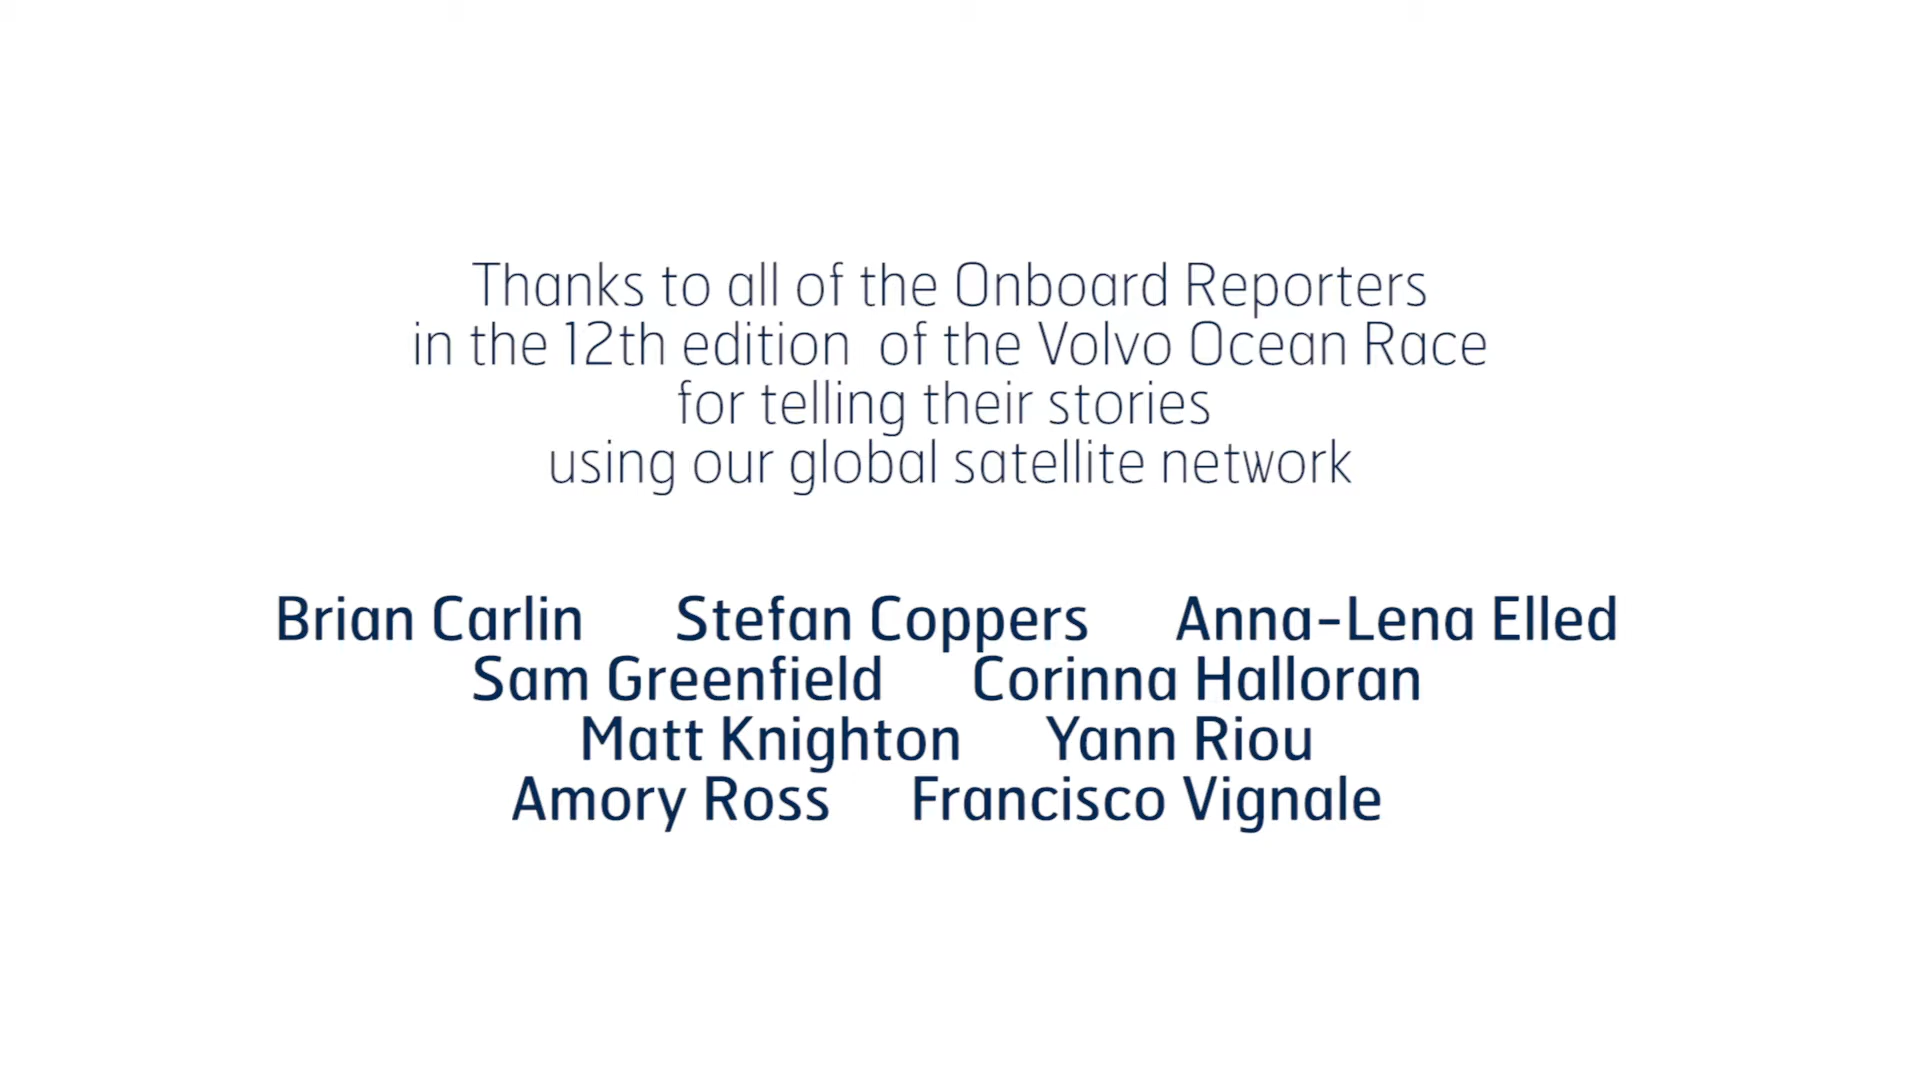 Thanks to all of the Onboard Reporters
in the 12th edition of the Volvo Ocean Race
for telling their stories
using our global satellite network
Brian Carlin Stefan Coppers Anna-Lena Elled
Sam Greenfield Corinna Halloran
Matt Knighton Yann Riou
Amory Ross Francisco Vignale